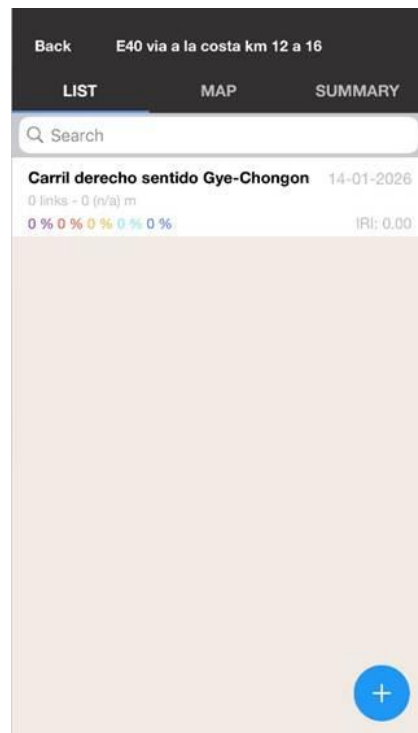 Back E40 via a la costa km 12 a 16
LIST MAP SUMMARY
Search
Carril derecho sentido Gye-Chongon 14-01-2026
0 links - 0 (n/a) m
0 % 0 % 0 % 0 % 0 % IRI: 0.00
+